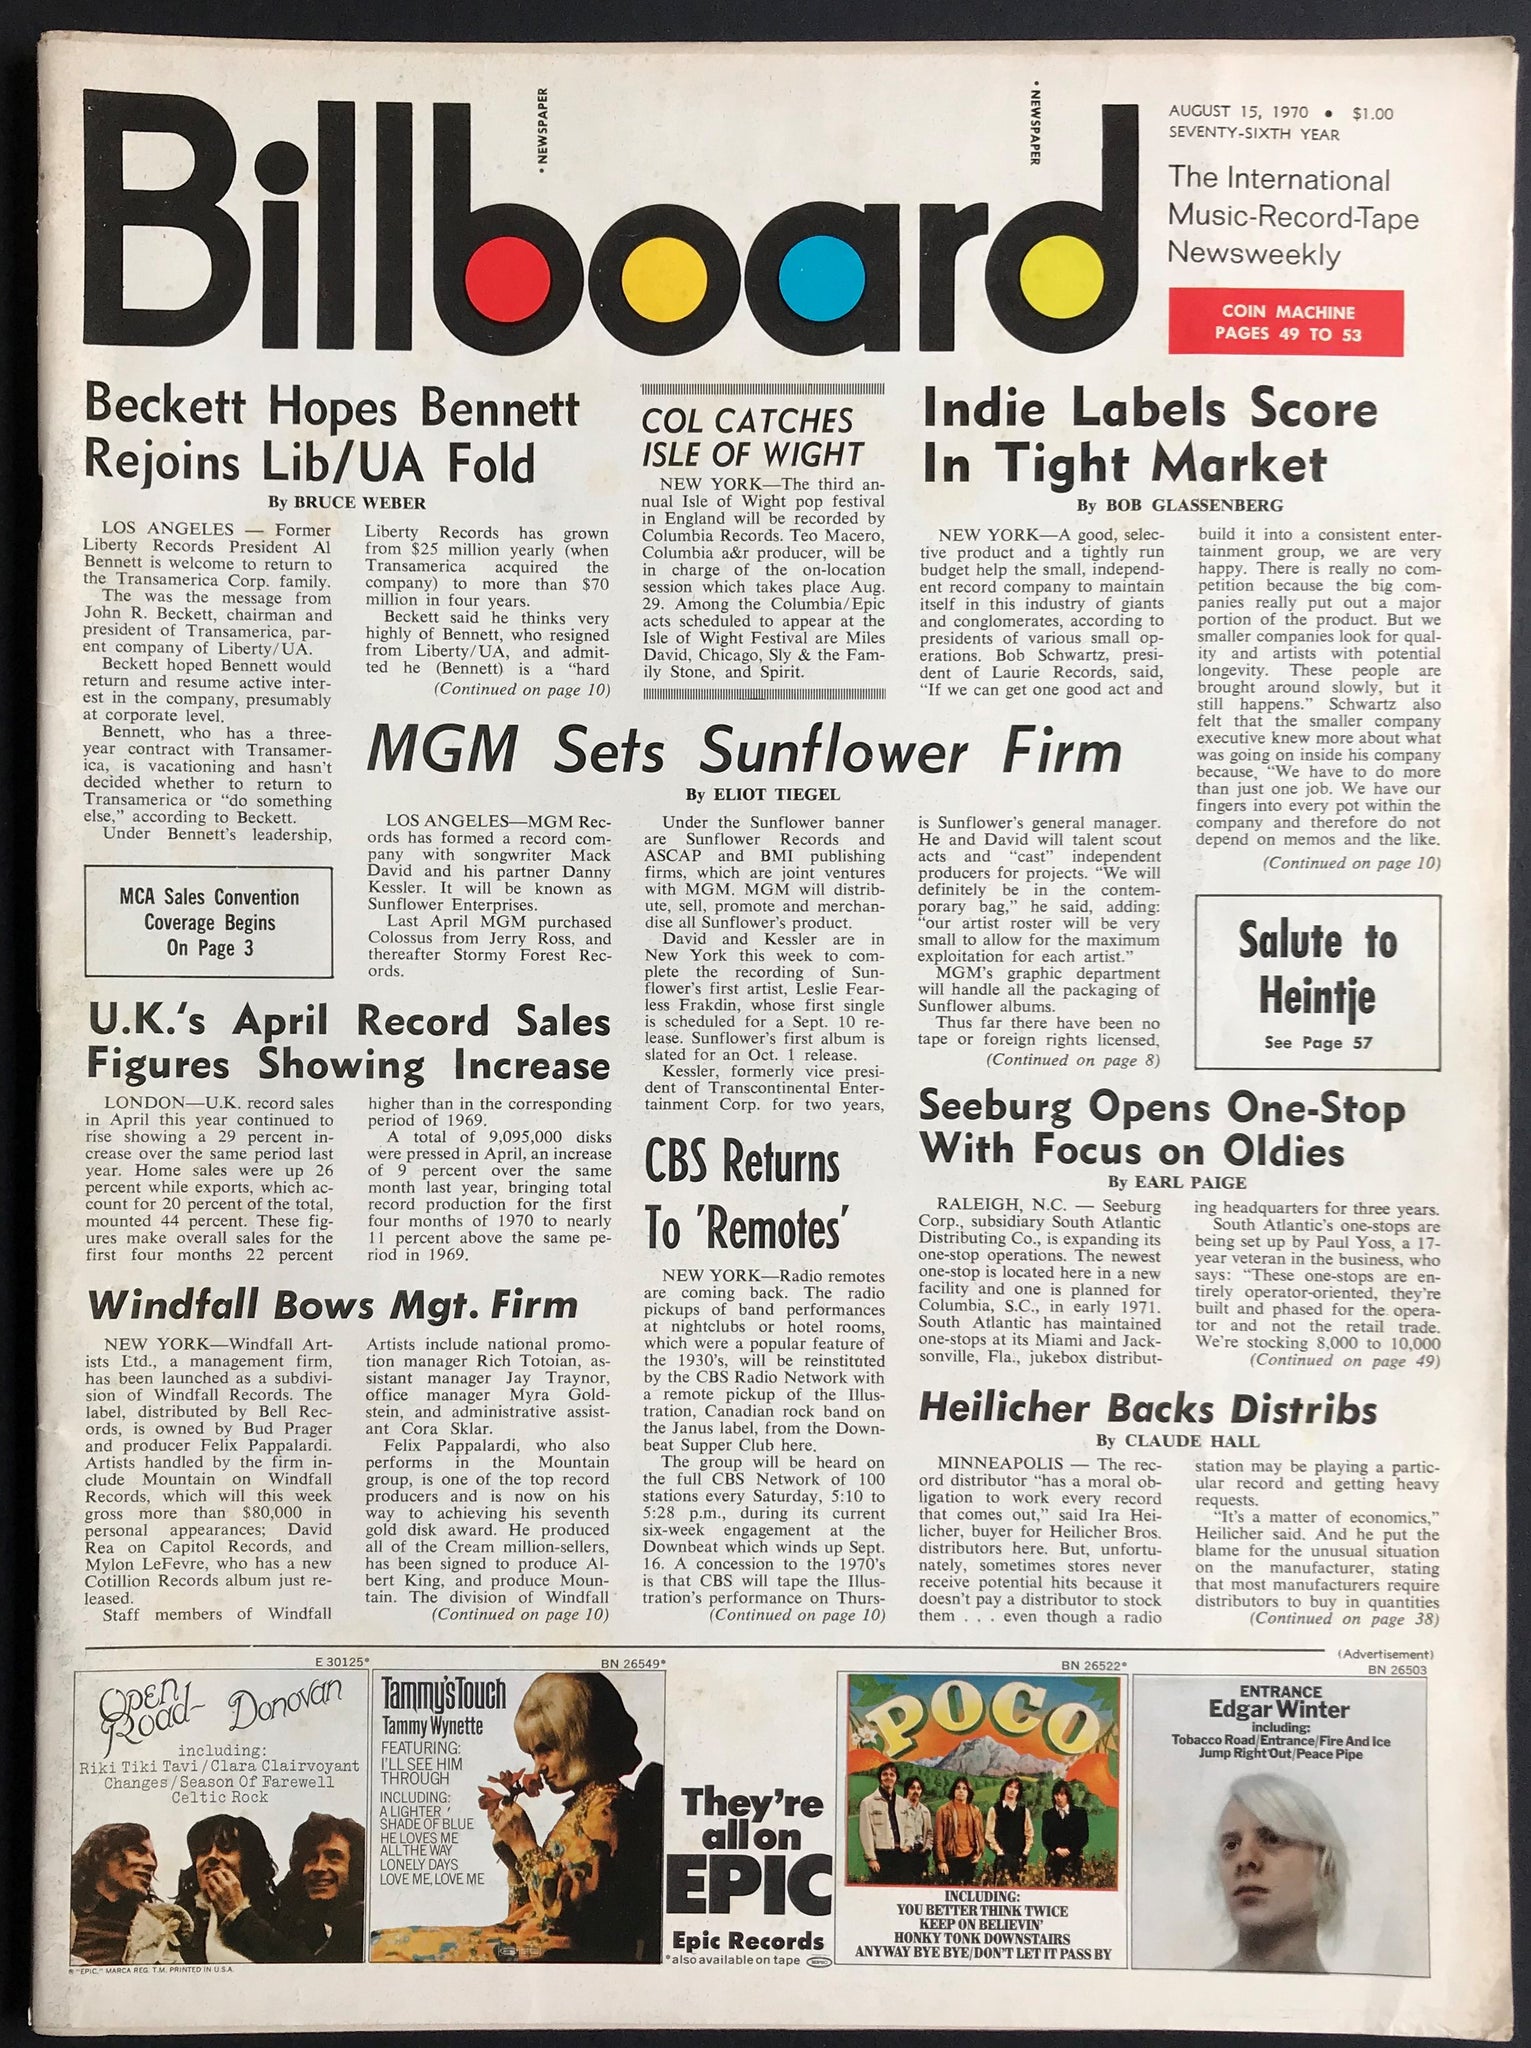 Billboard
• NEWSPAPER
• NEWSPAPER
AUGUST 15, 1970 • $1.00
SEVENTY-SIXTH YEAR
The International
Music-Record-Tape
Newsweekly
COIN MACHINE
PAGES 49 TO 53
Beckett Hopes Bennett
Rejoins Lib/UA Fold
By BRUCE WEBER
LOS ANGELES — Former
Liberty Records President Al
Bennett is welcome to return to
the Transamerica Corp. family.
The was the message from
John R. Beckett, chairman and
president of Transamerica, par-
ent company of Liberty/UA.
Beckett hoped Bennett would
return and resume active inter-
est in the company, presumably
at corporate level.
Bennett, who has a three-
year contract with Transamer-
ica, is vacationing and hasn't
decided whether to return to
Transamerica or "do something
else," according to Beckett.
Under Bennett's leadership,
Liberty Records has grown
from $25 million yearly (when
Transamerica acquired the
company) to more than $70
million in four years.
Beckett said he thinks very
highly of Bennett, who resigned
from Liberty/UA, and admit-
ted he (Bennett) is a "hard
(Continued on page 10)
COL CATCHES
ISLE OF WIGHT
NEW YORK—The third an-
nual Isle of Wight pop festival
in England will be recorded by
Columbia Records. Teo Macero,
Columbia a&r producer, will be
in charge of the on-location
session which takes place Aug.
29. Among the Columbia/Epic
acts scheduled to appear at the
Isle of Wight Festival are Miles
David, Chicago, Sly & the Fam-
ily Stone, and Spirit.
Indie Labels Score
In Tight Market
By BOB GLASSENBERG
NEW YORK—A good, selec-
tive product and a tightly run
budget help the small, independ-
ent record company to maintain
itself in this industry of giants
and conglomerates, according to
presidents of various small op-
erations. Bob Schwartz, presi-
dent of Laurie Records, said,
"If we can get one good act and
build it into a consistent enter-
tainment group, we are very
happy. There is really no com-
petition because the big com-
panies really put out a major
portion of the product. But we
smaller companies look for qual-
ity and artists with potential
longevity. These people are
brought around slowly, but it
still happens." Schwartz also
felt that the smaller company
executive knew more about what
was going on inside his company
because, "We have to do more
than just one job. We have our
fingers into every pot within the
company and therefore do not
depend on memos and the like.
(Continued on page 10)
MGM Sets Sunflower Firm
By ELIOT TIEGEL
LOS ANGELES—MGM Rec-
ords has formed a record com-
pany with songwriter Mack
David and his partner Danny
Kessler. It will be known as
Sunflower Enterprises.
Last April MGM purchased
Colossus from Jerry Ross, and
thereafter Stormy Forest Rec-
ords.
Under the Sunflower banner
are Sunflower Records and
ASCAP and BMI publishing
firms, which are joint ventures
with MGM. MGM will distrib-
ute, sell, promote and merchan-
dise all Sunflower's product.
David and Kessler are in
New York this week to com-
plete the recording of Sun-
flower's first artist, Leslie Fear-
less Frakdin, whose first single
is scheduled for a Sept. 10 re-
lease. Sunflower's first album is
slated for an Oct. 1 release.
Kessler, formerly vice presi-
dent of Transcontinental Enter-
tainment Corp. for two years,
is Sunflower's general manager.
He and David will talent scout
acts and "cast" independent
producers for projects. "We will
definitely be in the contem-
porary bag," he said, adding:
"our artist roster will be very
small to allow for the maximum
exploitation for each artist."
MGM's graphic department
will handle all the packaging of
Sunflower albums.
Thus far there have been no
tape or foreign rights licensed,
(Continued on page 8)
MCA Sales Convention
Coverage Begins
On Page 3
Salute to
Heintje
See Page 57
U.K.'s April Record Sales
Figures Showing Increase
LONDON—U.K. record sales
in April this year continued to
rise showing a 29 percent in-
crease over the same period last
year. Home sales were up 26
percent while exports, which ac-
count for 20 percent of the total,
mounted 44 percent. These fig-
ures make overall sales for the
first four months 22 percent
higher than in the corresponding
period of 1969.
A total of 9,095,000 disks
were pressed in April, an increase
of 9 percent over the same
month last year, bringing total
record production for the first
four months of 1970 to nearly
11 percent above the same pe-
riod in 1969.
Windfall Bows Mgt. Firm
NEW YORK—Windfall Art-
ists Ltd., a management firm,
has been launched as a subdivi-
sion of Windfall Records. The
label, distributed by Bell Rec-
ords, is owned by Bud Prager
and producer Felix Pappalardi.
Artists handled by the firm in-
clude Mountain on Windfall
Records, which will this week
gross more than $80,000 in
personal appearances; David
Rea on Capitol Records, and
Mylon LeFevre, who has a new
Cotillion Records album just re-
leased.
Staff members of Windfall
Artists include national promo-
tion manager Rich Totoian, as-
sistant manager Jay Traynor,
office manager Myra Gold-
stein, and administrative assist-
ant Cora Sklar.
Felix Pappalardi, who also
performs in the Mountain
group, is one of the top record
producers and is now on his
way to achieving his seventh
gold disk award. He produced
all of the Cream million-sellers,
has been signed to produce Al-
bert King, and produce Moun-
tain. The division of Windfall
(Continued on page 10)
CBS Returns
To 'Remotes'
NEW YORK—Radio remotes
are coming back. The radio
pickups of band performances
at nightclubs or hotel rooms,
which were a popular feature of
the 1930's, will be reinstituted
by the CBS Radio Network with
a remote pickup of the Illus-
tration, Canadian rock band on
the Janus label, from the Down-
beat Supper Club here.
The group will be heard on
the full CBS Network of 100
stations every Saturday, 5:10 to
5:28 p.m., during its current
six-week engagement at the
Downbeat which winds up Sept.
16. A concession to the 1970's
is that CBS will tape the Illus-
tration's performance on Thurs-
(Continued on page 10)
Seeburg Opens One-Stop
With Focus on Oldies
By EARL PAIGE
RALEIGH, N.C. — Seeburg
Corp., subsidiary South Atlantic
Distributing Co., is expanding its
one-stop operations. The newest
one-stop is located here in a new
facility and one is planned for
Columbia, S.C., in early 1971.
South Atlantic has maintained
one-stops at its Miami and Jack-
sonville, Fla., jukebox distribut-
ing headquarters for three years.
South Atlantic's one-stops are
being set up by Paul Yoss, a 17-
year veteran in the business, who
says: "These one-stops are en-
tirely operator-oriented, they're
built and phased for the opera-
tor and not the retail trade.
We're stocking 8,000 to 10,000
(Continued on page 49)
Heilicher Backs Distribs
By CLAUDE HALL
MINNEAPOLIS — The rec-
ord distributor "has a moral ob-
ligation to work every record
that comes out," said Ira Hei-
licher, buyer for Heilicher Bros.
distributors here. But, unfortu-
nately, sometimes stores never
receive potential hits because it
doesn't pay a distributor to stock
them . . . even though a radio
station may be playing a partic-
ular record and getting heavy
requests.
"It's a matter of economics,"
Heilicher said. And he put the
blame for the unusual situation
on the manufacturer, stating
that most manufacturers require
distributors to buy in quantities
(Continued on page 38)
(Advertisement)
E 30125*
Open Road- Donovan
including:
Riki Tiki Tavi/Clara Clairvoyant
Changes/Season Of Farewell
Celtic Rock
BN 26549*
Tammy's Touch
Tammy Wynette
FEATURING:
I'LL SEE HIM
THROUGH
INCLUDING:
A LIGHTER
SHADE OF BLUE
HE LOVES ME
ALL THE WAY
LONELY DAYS
LOVE ME, LOVE ME
They're
all on
EPIC
Epic Records
*also available on tape
BN 26522*
POCO
INCLUDING:
YOU BETTER THINK TWICE
KEEP ON BELIEVIN'
HONKY TONK DOWNSTAIRS
ANYWAY BYE BYE/DON'T LET IT PASS BY
BN 26503
ENTRANCE
Edgar Winter
including:
Tobacco Road/Entrance/Fire And Ice
Jump Right Out/Peace Pipe
® "EPIC," MARCA REG. T.M. PRINTED IN U.S.A.